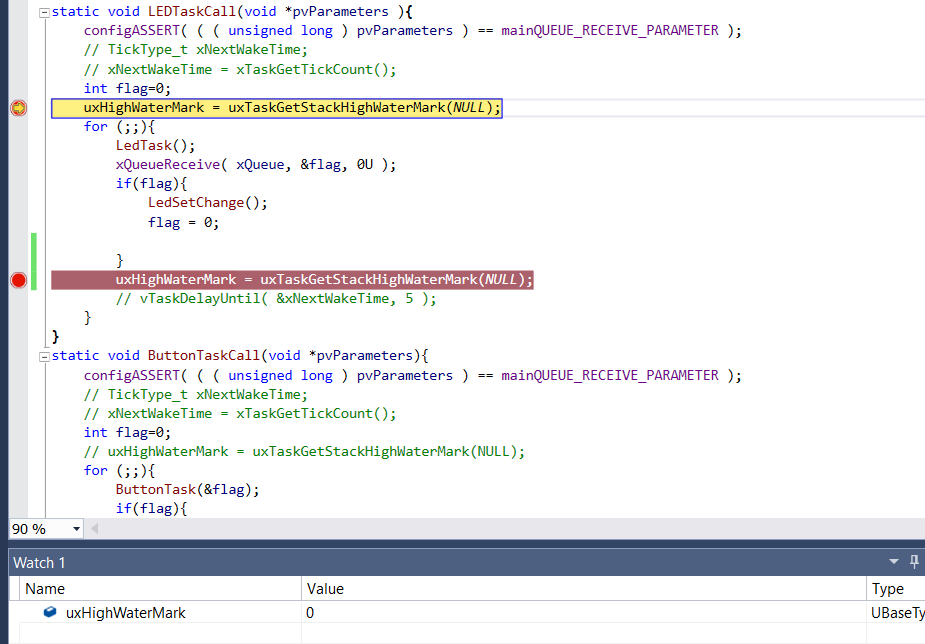 static void LEDTaskCall(void *pvParameters ){
configASSERT( ( ( unsigned long ) pvParameters ) == mainQUEUE_RECEIVE_PARAMETER );
// TickType_t xNextWakeTime;
// xNextWakeTime = xTaskGetTickCount();
int flag=0;
uxHighWaterMark = uxTaskGetStackHighWaterMark(NULL);
for (;;){
LedTask();
xQueueReceive( xQueue, &flag, 0U );
if(flag){
LedSetChange();
flag = 0;
}
uxHighWaterMark = uxTaskGetStackHighWaterMark(NULL);
// vTaskDelayUntil( &xNextWakeTime, 5 );
}
}
static void ButtonTaskCall(void *pvParameters){
configASSERT( ( ( unsigned long ) pvParameters ) == mainQUEUE_RECEIVE_PARAMETER );
// TickType_t xNextWakeTime;
// xNextWakeTime = xTaskGetTickCount();
int flag=0;
// uxHighWaterMark = uxTaskGetStackHighWaterMark(NULL);
for (;;){
ButtonTask(&flag);
if(flag){
90 %
Watch 1
Name Value Type
uxHighWaterMark 0 UBaseTy